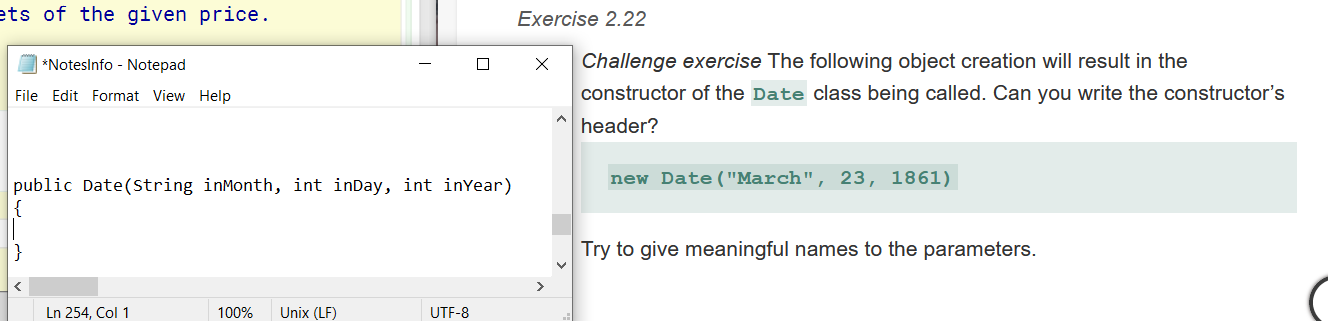 ets of the given price.
*NotesInfo - Notepad
File Edit Format View Help
public Date(String inMonth, int inDay, int inYear)
{
}
Ln 254, Col 1 100% Unix (LF) UTF-8
Exercise 2.22
Challenge exercise The following object creation will result in the
constructor of the Date class being called. Can you write the constructor's
header?
new Date("March", 23, 1861)
Try to give meaningful names to the parameters.